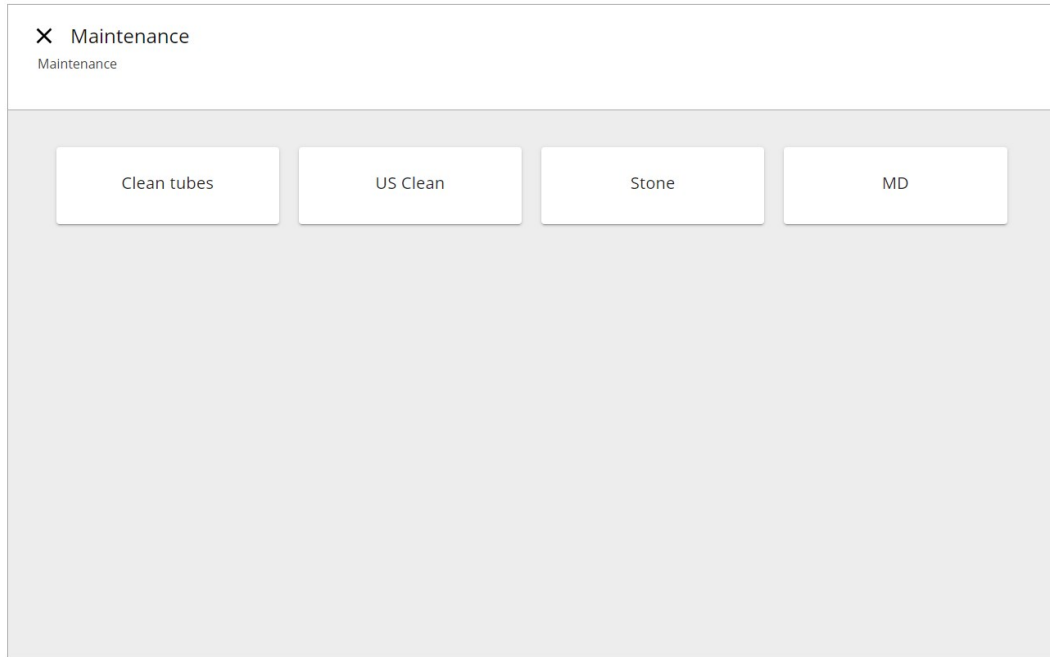 Maintenance
Maintenance
Clean tubes
US Clean
Stone
MD